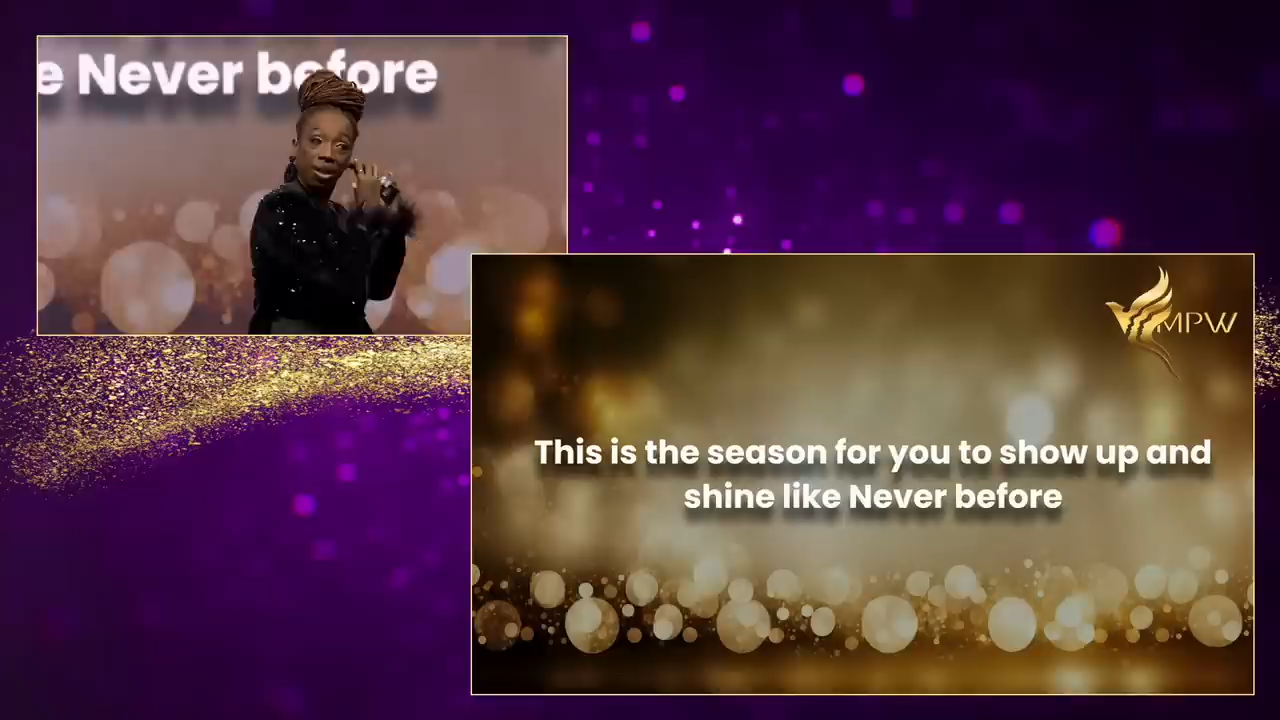 e Never before
MPW
This is the season for you to show up and
shine like Never before